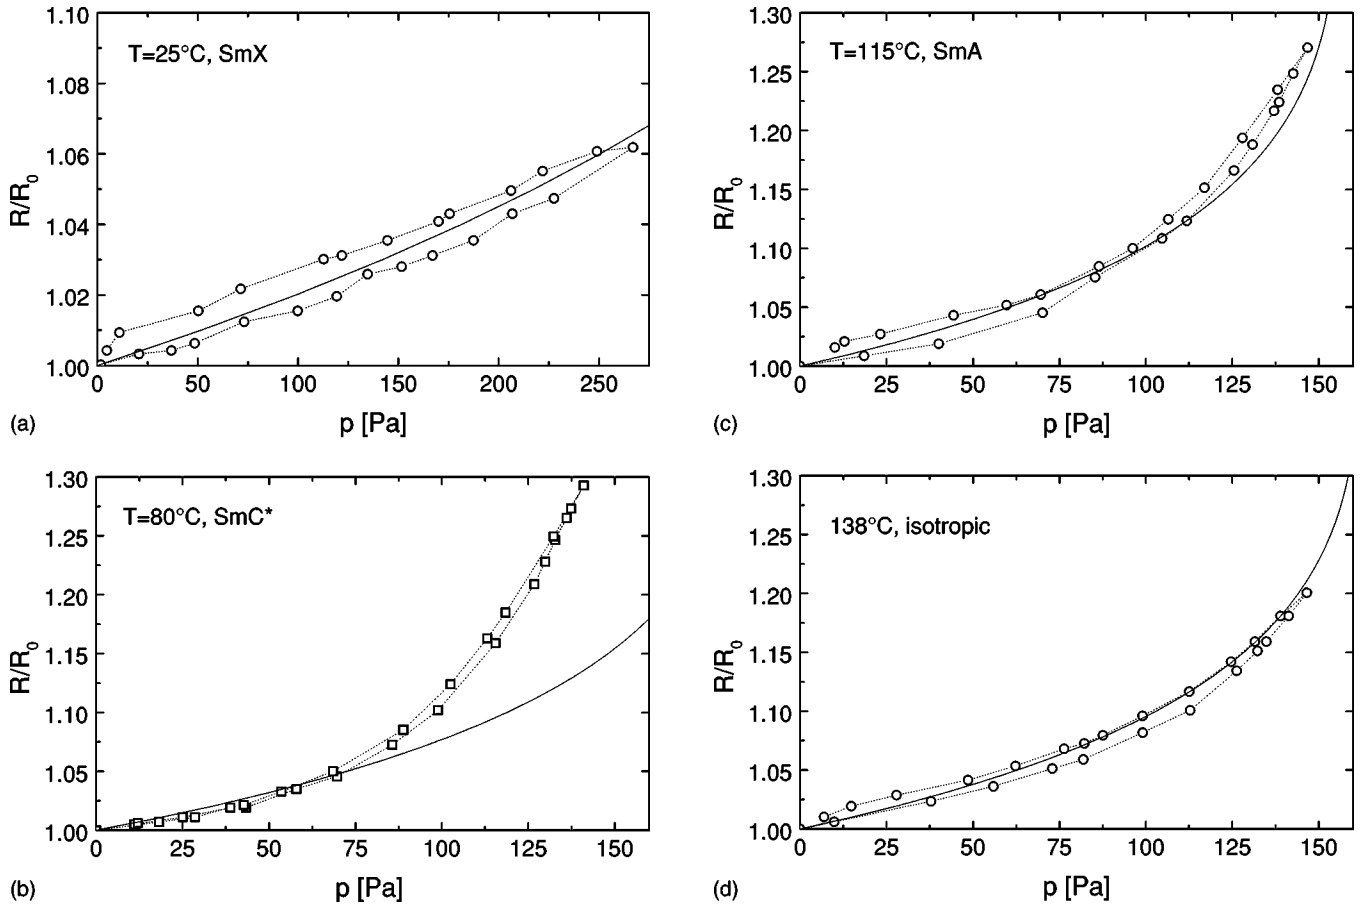 1.10
1.08
1.06
1.04
1.02
1.00
R/R0
T=25°C, SmX
0 50 100 150 200 250
(a)
p [Pa]
1.30
1.25
1.20
1.15
1.10
1.05
1.00
R/R0
T=115°C, SmA
0 25 50 75 100 125 150
(c)
p [Pa]
1.30
1.25
1.20
1.15
1.10
1.05
1.00
R/R0
T=80°C, SmC*
0 25 50 75 100 125 150
(b)
p [Pa]
1.30
1.25
1.20
1.15
1.10
1.05
1.00
R/R0
138°C, isotropic
0 25 50 75 100 125 150
(d)
p [Pa]